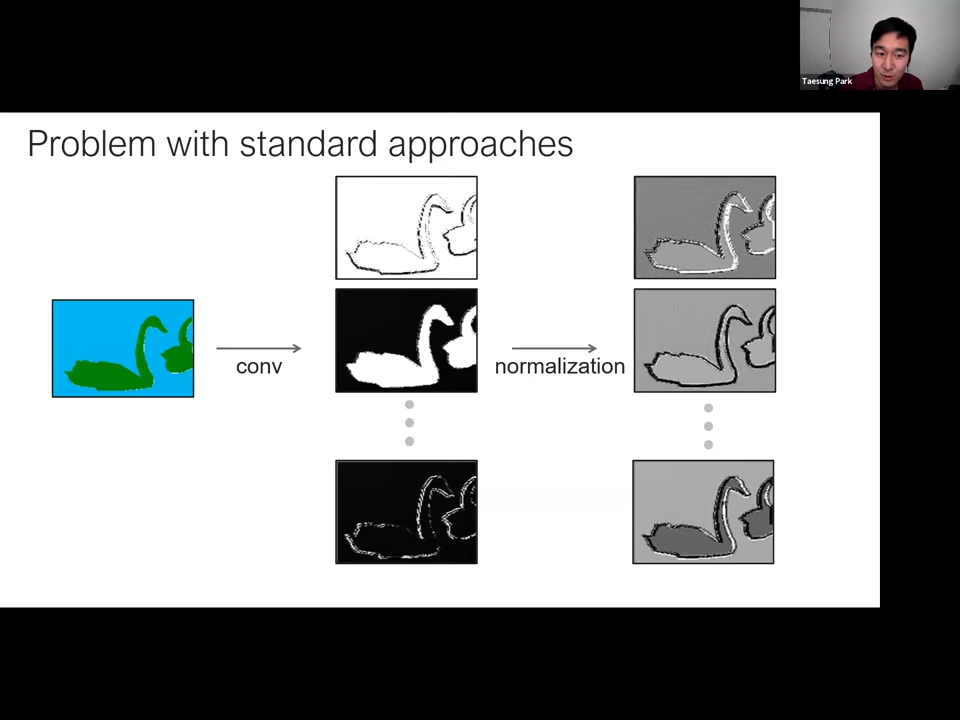 Taesung Park
Problem with standard approaches
conv
normalization